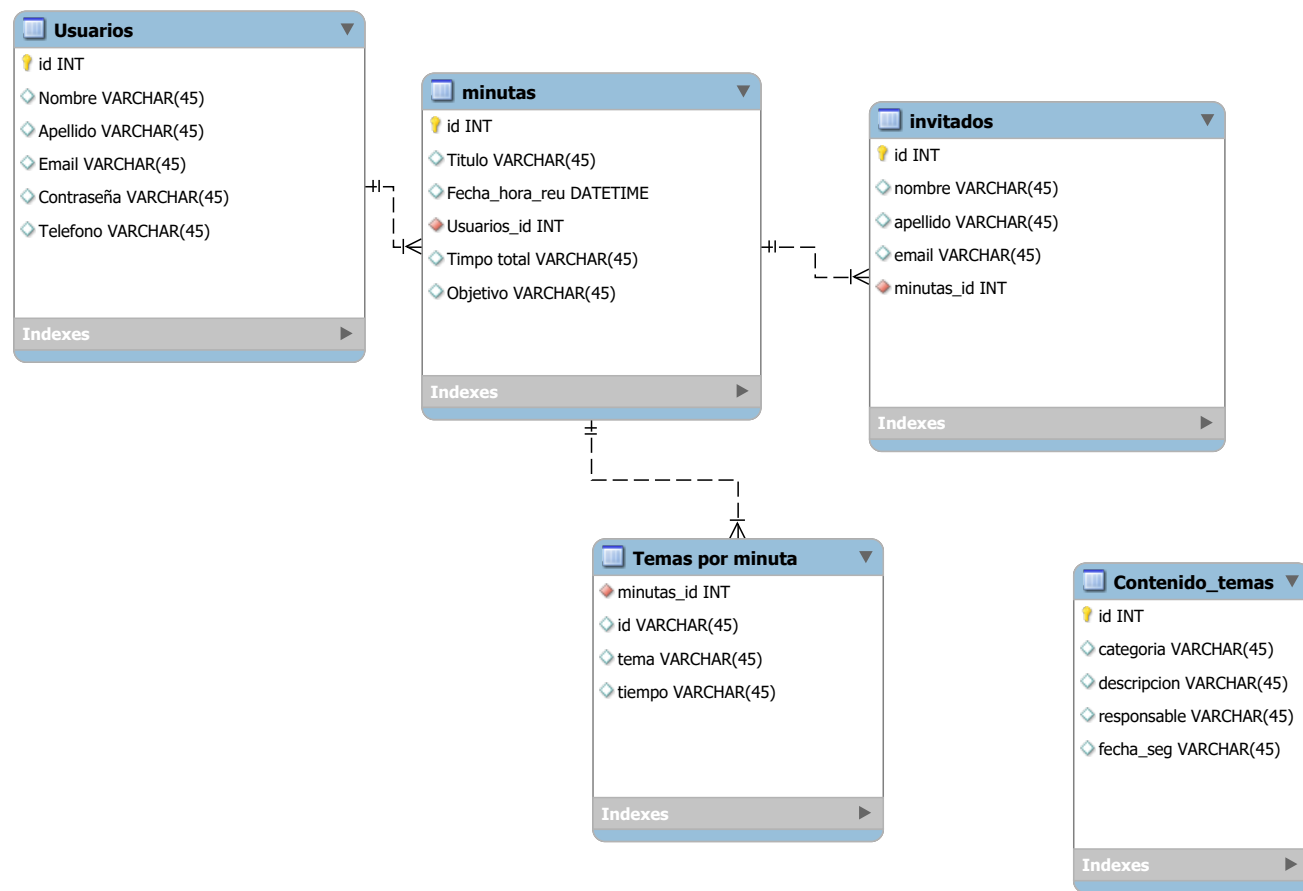 Usuarios
id INT
Nombre VARCHAR(45)
Apellido VARCHAR(45)
Email VARCHAR(45)
Contraseña VARCHAR(45)
Telefono VARCHAR(45)
Indexes
minutas
id INT
Titulo VARCHAR(45)
Fecha_hora_reu DATETIME
Usuarios_id INT
Timpo total VARCHAR(45)
Objetivo VARCHAR(45)
Indexes
invitados
id INT
nombre VARCHAR(45)
apellido VARCHAR(45)
email VARCHAR(45)
minutas_id INT
Indexes
Temas por minuta
minutas_id INT
id VARCHAR(45)
tema VARCHAR(45)
tiempo VARCHAR(45)
Indexes
Contenido_temas
id INT
categoria VARCHAR(45)
descripcion VARCHAR(45)
responsable VARCHAR(45)
fecha_seg VARCHAR(45)
Indexes